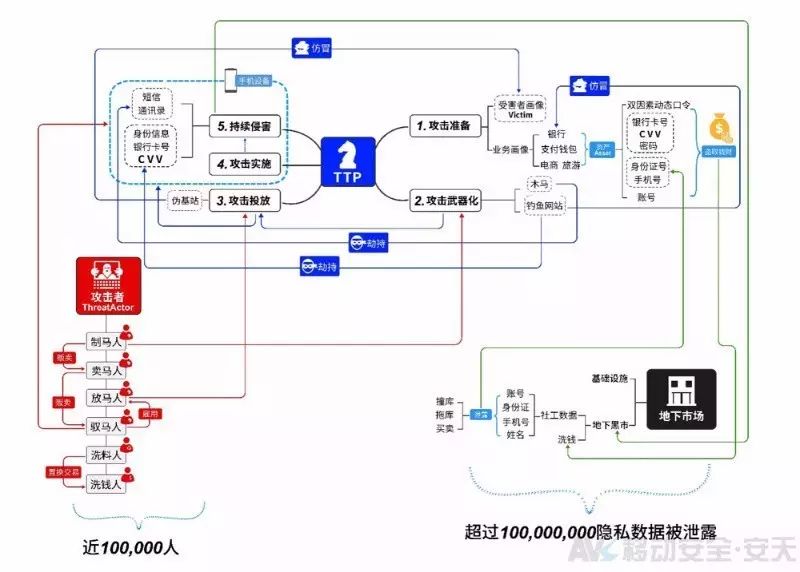 仿冒
手机设备
短信
通讯录
身份信息
银行卡号
CVV
5. 持续侵害
4. 攻击实施
3. 攻击投放
伪基站
TTP
1. 攻击准备
受害者画像
Victim
业务画像
银行
支付钱包
电商 旅游
资产
Asset
仿冒
双因素动态口令
银行卡号
CVV
密码
身份证号
手机号
账号
盗取钱财
2. 攻击武器化
木马
钓鱼网站
劫持
劫持
攻击者
ThreatActor
制马人
贩卖
卖马人
放马人
贩卖
雇用
驭马人
洗料人
置换交易
洗钱人
近100,000人
撞库
拖库
买卖
泄露
账号
身份证
手机号
姓名
社工数据
洗钱
基础设施
地下黑市
地下市场
超过100,000,000隐私数据被泄露
AVL移动安全·安天